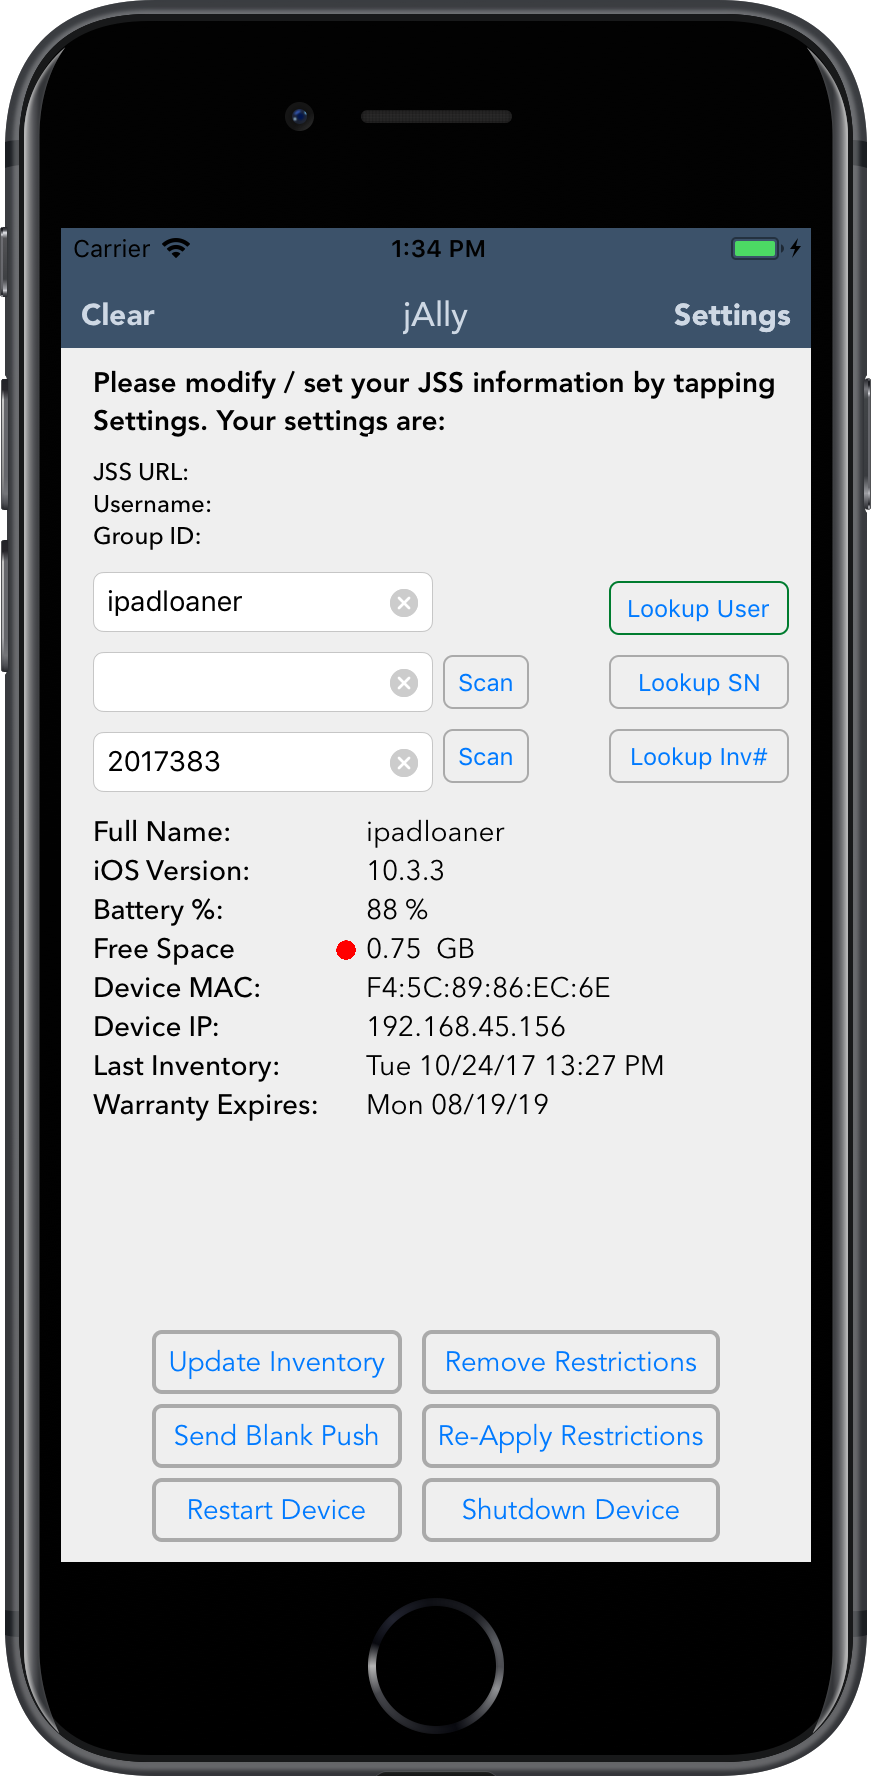 Carrier 1:34 PM
Clear jAlly Settings
Please modify / set your JSS information by tapping
Settings. Your settings are:
JSS URL:
Username:
Group ID:
ipadloaner Lookup User
Scan Lookup SN
2017383 Scan Lookup Inv#
Full Name: ipadloaner
iOS Version: 10.3.3
Battery %: 88 %
Free Space 0.75 GB
Device MAC: F4:5C:89:86:EC:6E
Device IP: 192.168.45.156
Last Inventory: Tue 10/24/17 13:27 PM
Warranty Expires: Mon 08/19/19
Update Inventory Remove Restrictions
Send Blank Push Re-Apply Restrictions
Restart Device Shutdown Device